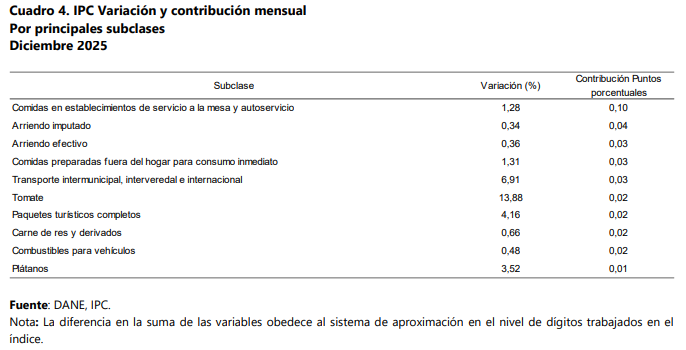 Cuadro 4. IPC Variación y contribución mensual
Por principales subclases
Diciembre 2025
Subclase Variación (%) Contribución Puntos porcentuales
Comidas en establecimientos de servicio a la mesa y autoservicio 1,28 0,10
Arriendo imputado 0,34 0,04
Arriendo efectivo 0,36 0,03
Comidas preparadas fuera del hogar para consumo inmediato 1,31 0,03
Transporte intermunicipal, interveredal e internacional 6,91 0,03
Tomate 13,88 0,02
Paquetes turísticos completos 4,16 0,02
Carne de res y derivados 0,66 0,02
Combustibles para vehículos 0,48 0,02
Plátanos 3,52 0,01
Fuente: DANE, IPC.
Nota: La diferencia en la suma de las variables obedece al sistema de aproximación en el nivel de dígitos trabajados en el
índice.